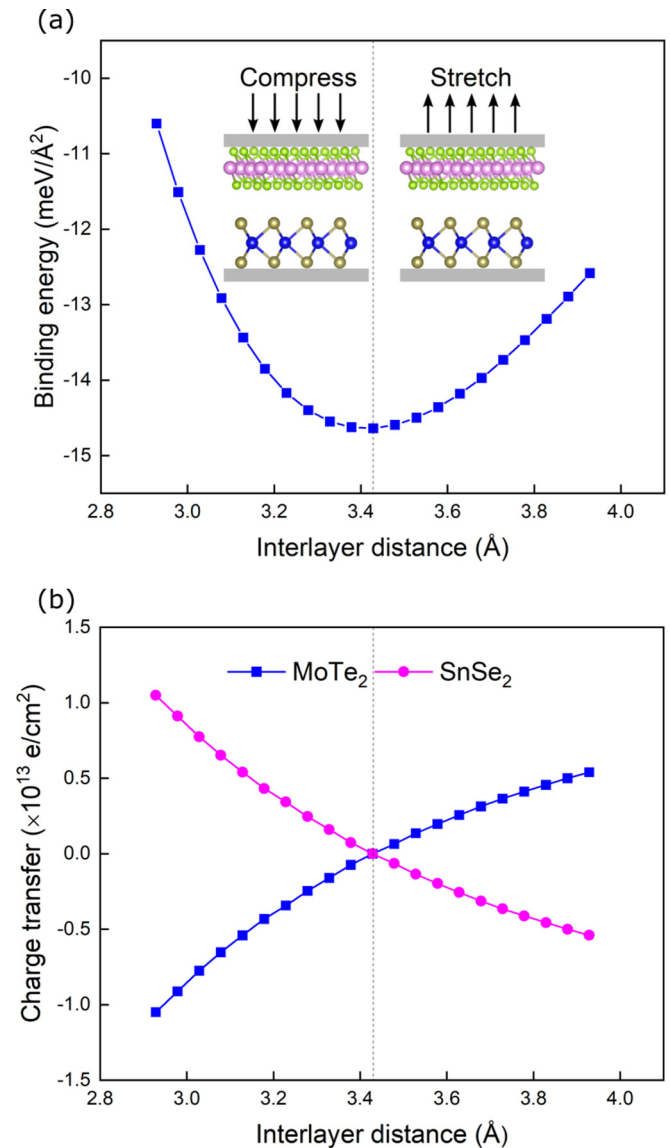 (a)
Compress Stretch
-10
-11
-12
-13
-14
-15
Binding energy (meV/Å²)
2.8 3.0 3.2 3.4 3.6 3.8 4.0
Interlayer distance (Å)
(b)
1.5
1.0
0.5
0.0
-0.5
-1.0
-1.5
MoTe₂ SnSe₂
Charge transfer (×10¹³ e/cm²)
2.8 3.0 3.2 3.4 3.6 3.8 4.0
Interlayer distance (Å)